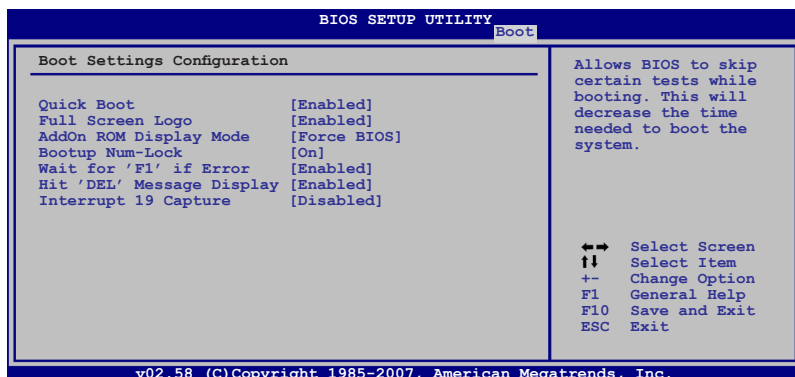 BIOS SETUP UTILITY
Boot
Boot Settings Configuration
Quick Boot [Enabled]
Full Screen Logo [Enabled]
AddOn ROM Display Mode [Force BIOS]
Bootup Num-Lock [On]
Wait for ’F1’ if Error [Enabled]
Hit ’DEL’ Message Display [Enabled]
Interrupt 19 Capture [Disabled]
Allows BIOS to skip
certain tests while
booting. This will
decrease the time
needed to boot the
system.
←→ Select Screen
↑↓ Select Item
+- Change Option
F1 General Help
F10 Save and Exit
ESC Exit
v02.58 (C)Copyright 1985-2007, American Megatrends, Inc.